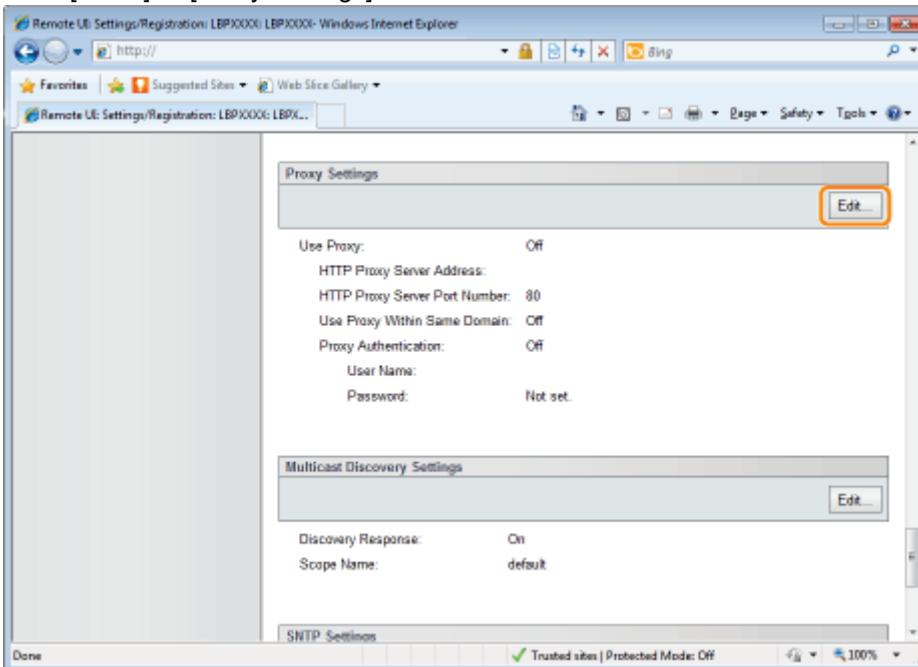 Remote UI: Settings/Registration: LBPXXXX: LBPXXXX- Windows Internet Explorer
http://
Bing
Favorites Suggested Sites Web Slice Gallery
Remote UI: Settings/Registration: LBPXXXX: LBPX... Page Safety Tools
Proxy Settings
Edit...
Use Proxy: Off
HTTP Proxy Server Address:
HTTP Proxy Server Port Number: 80
Use Proxy Within Same Domain: Off
Proxy Authentication: Off
User Name:
Password: Not set.
Multicast Discovery Settings
Edit...
Discovery Response: On
Scope Name: default
SNTP Settings
Done Trusted sites | Protected Mode: Off 100%